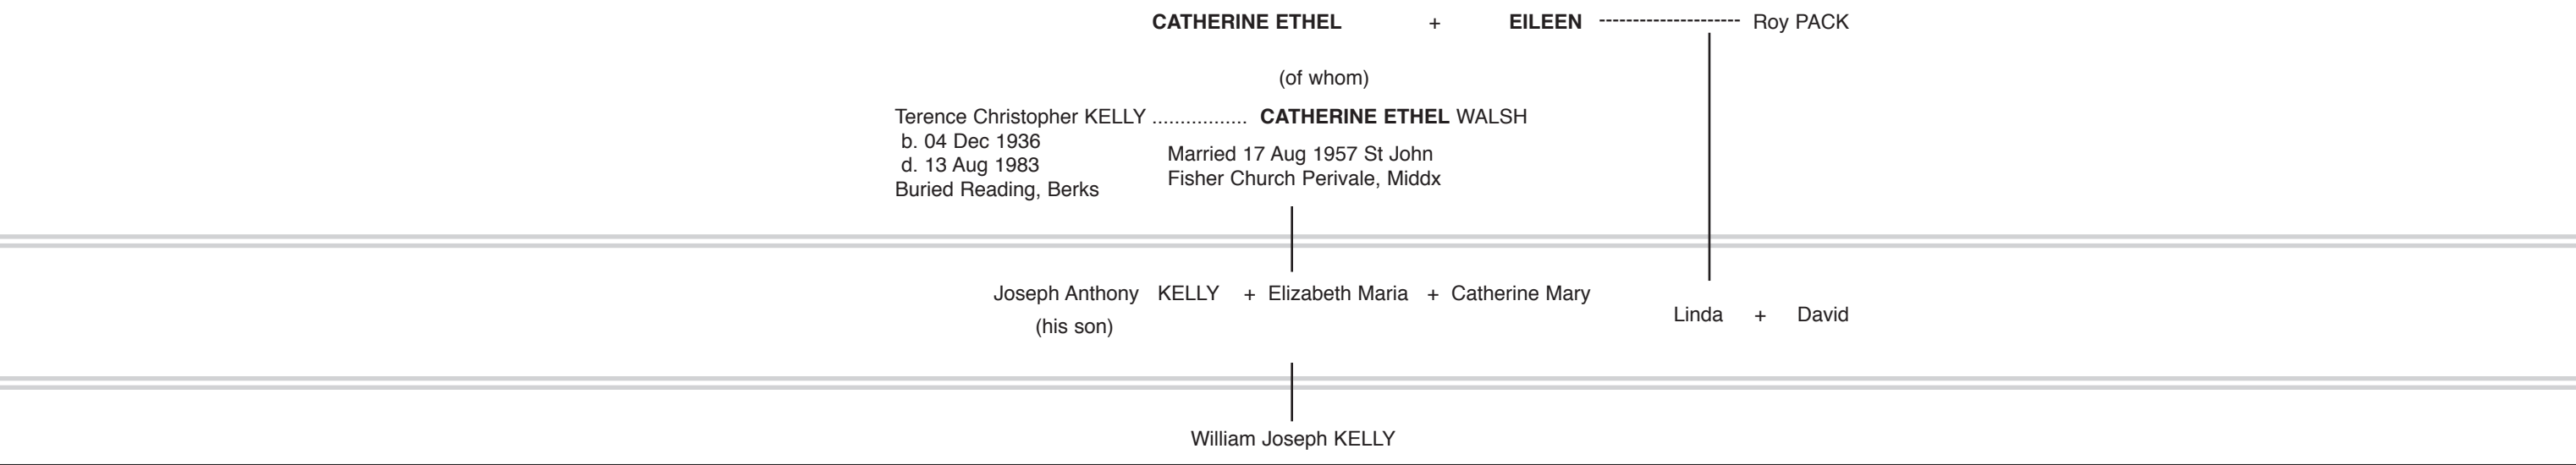 CATHERINE ETHEL + EILEEN --------------------- Roy PACK
(of whom)
Terence Christopher KELLY ................. CATHERINE ETHEL WALSH
b. 04 Dec 1936
d. 13 Aug 1983
Buried Reading, Berks
Married 17 Aug 1957 St John
Fisher Church Perivale, Middx
Joseph Anthony KELLY + Elizabeth Maria + Catherine Mary
(his son)
Linda + David
William Joseph KELLY